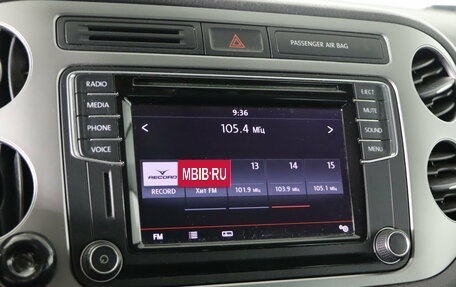 PASSENGER AIR BAG
RADIO
MEDIA
PHONE
VOICE
EJECT
MUTE
SOUND
MENU
9:36
105.4 МГц
13 14 15
RECORD
MBIB.RU
RECORD Хит FM 101.9 МГц 103.9 МГц 105.1 МГц
FM